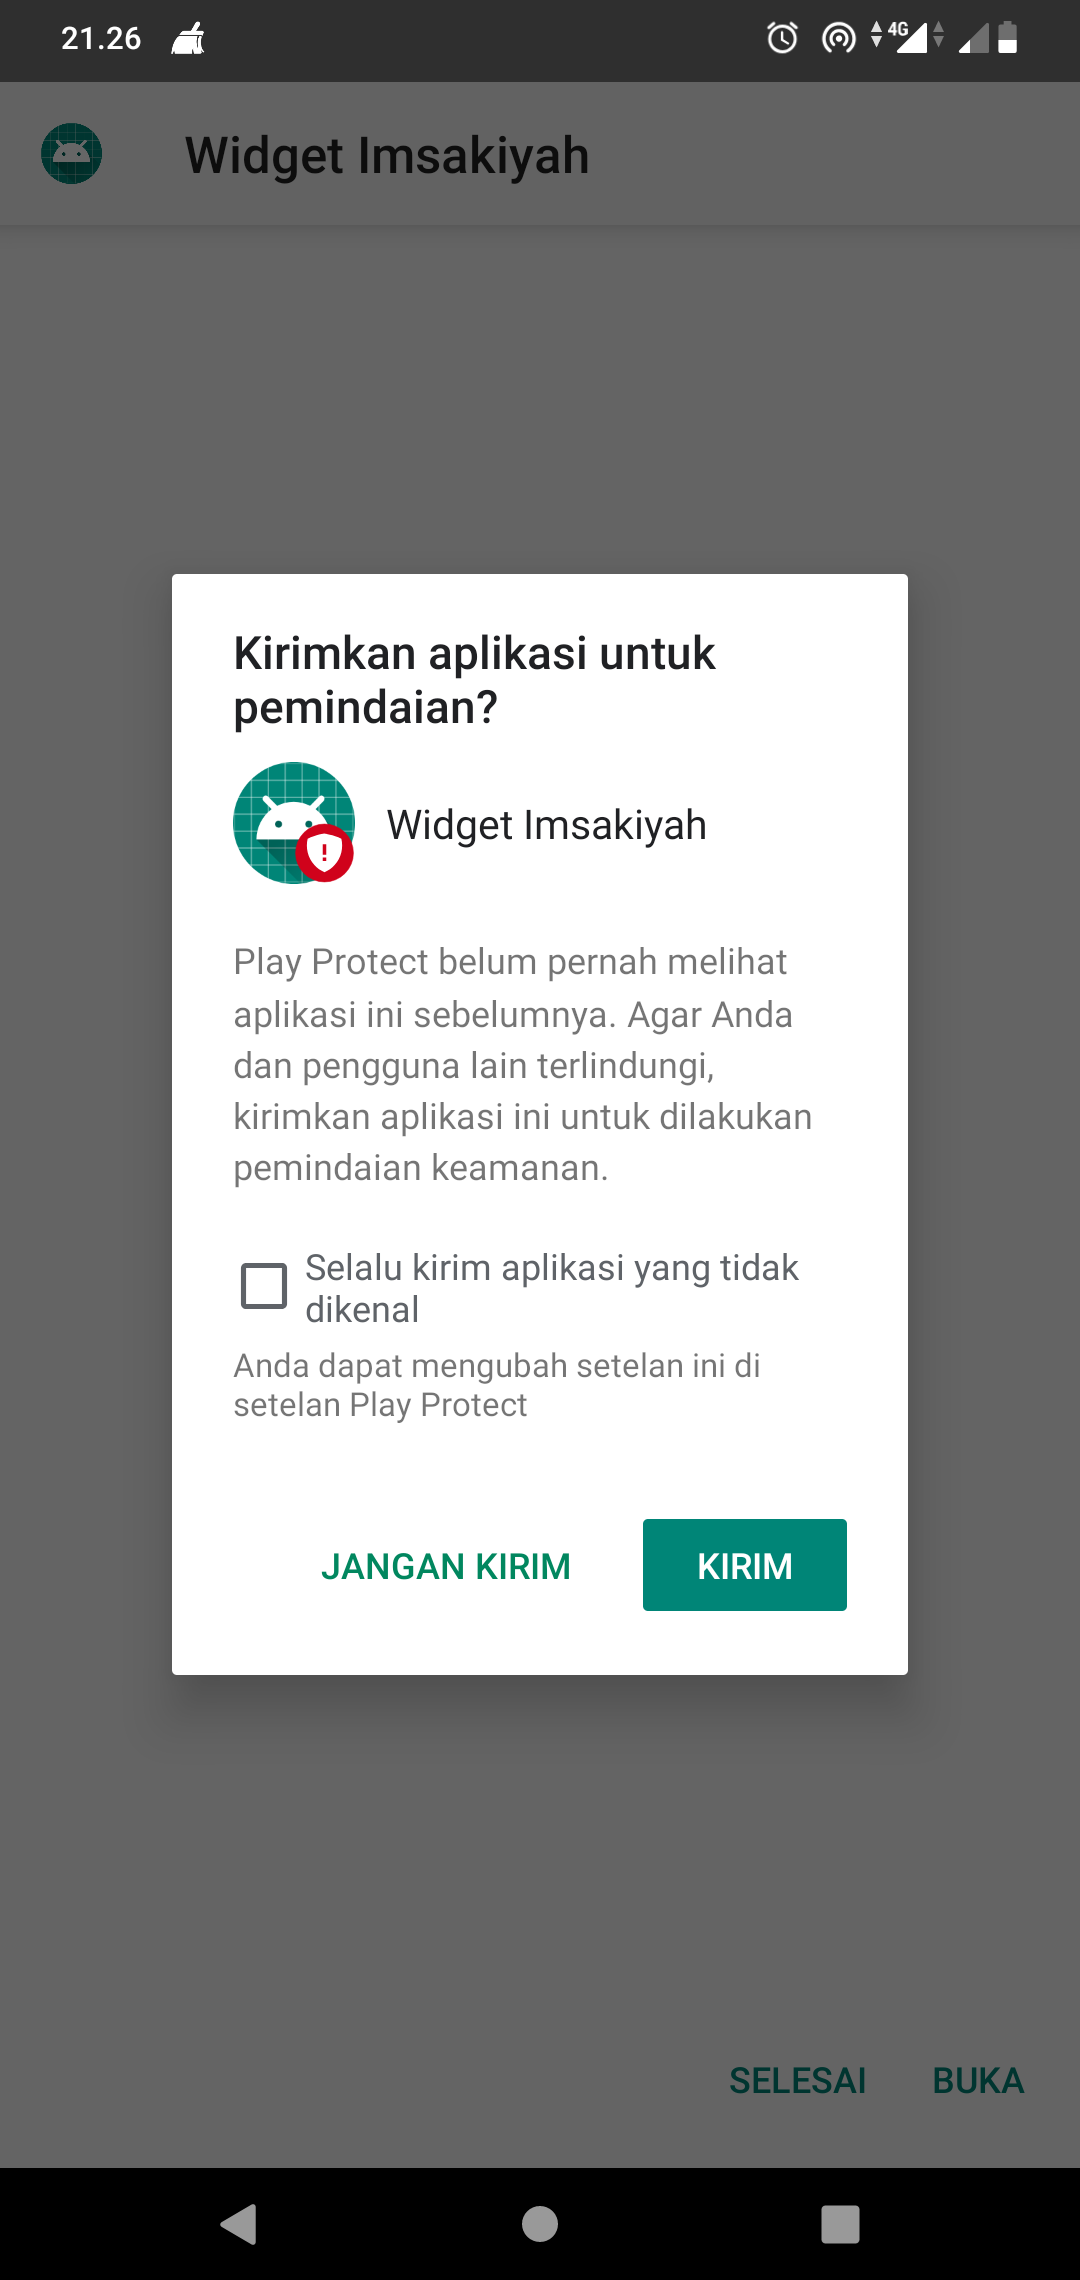 21.26
4G
Widget Imsakiyah
Kirimkan aplikasi untuk
pemindaian?
Widget Imsakiyah
Play Protect belum pernah melihat
aplikasi ini sebelumnya. Agar Anda
dan pengguna lain terlindungi,
kirimkan aplikasi ini untuk dilakukan
pemindaian keamanan.
Selalu kirim aplikasi yang tidak
dikenal
Anda dapat mengubah setelan ini di
setelan Play Protect
JANGAN KIRIM
KIRIM
SELESAI
BUKA